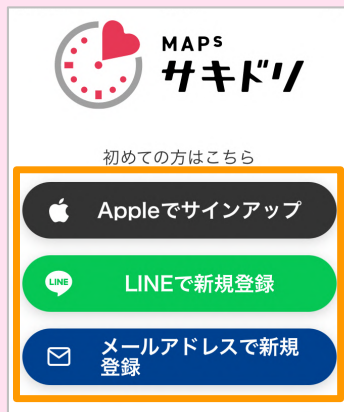 MAPs
サキドリ
初めての方はこちら
Appleでサインアップ
LINE
LINEで新規登録
メールアドレスで新規
登録